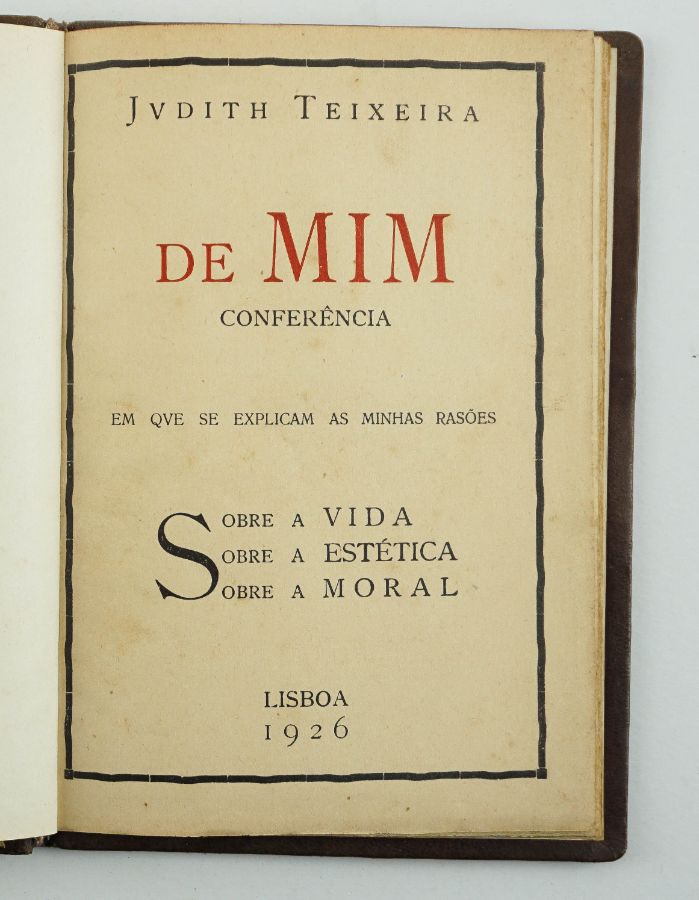 JVDITH TEIXEIRA
DE MIM
CONFERÊNCIA
EM QVE SE EXPLICAM AS MINHAS RASÕES
SOBRE A VIDA
SOBRE A ESTÉTICA
SOBRE A MORAL
LISBOA
1926